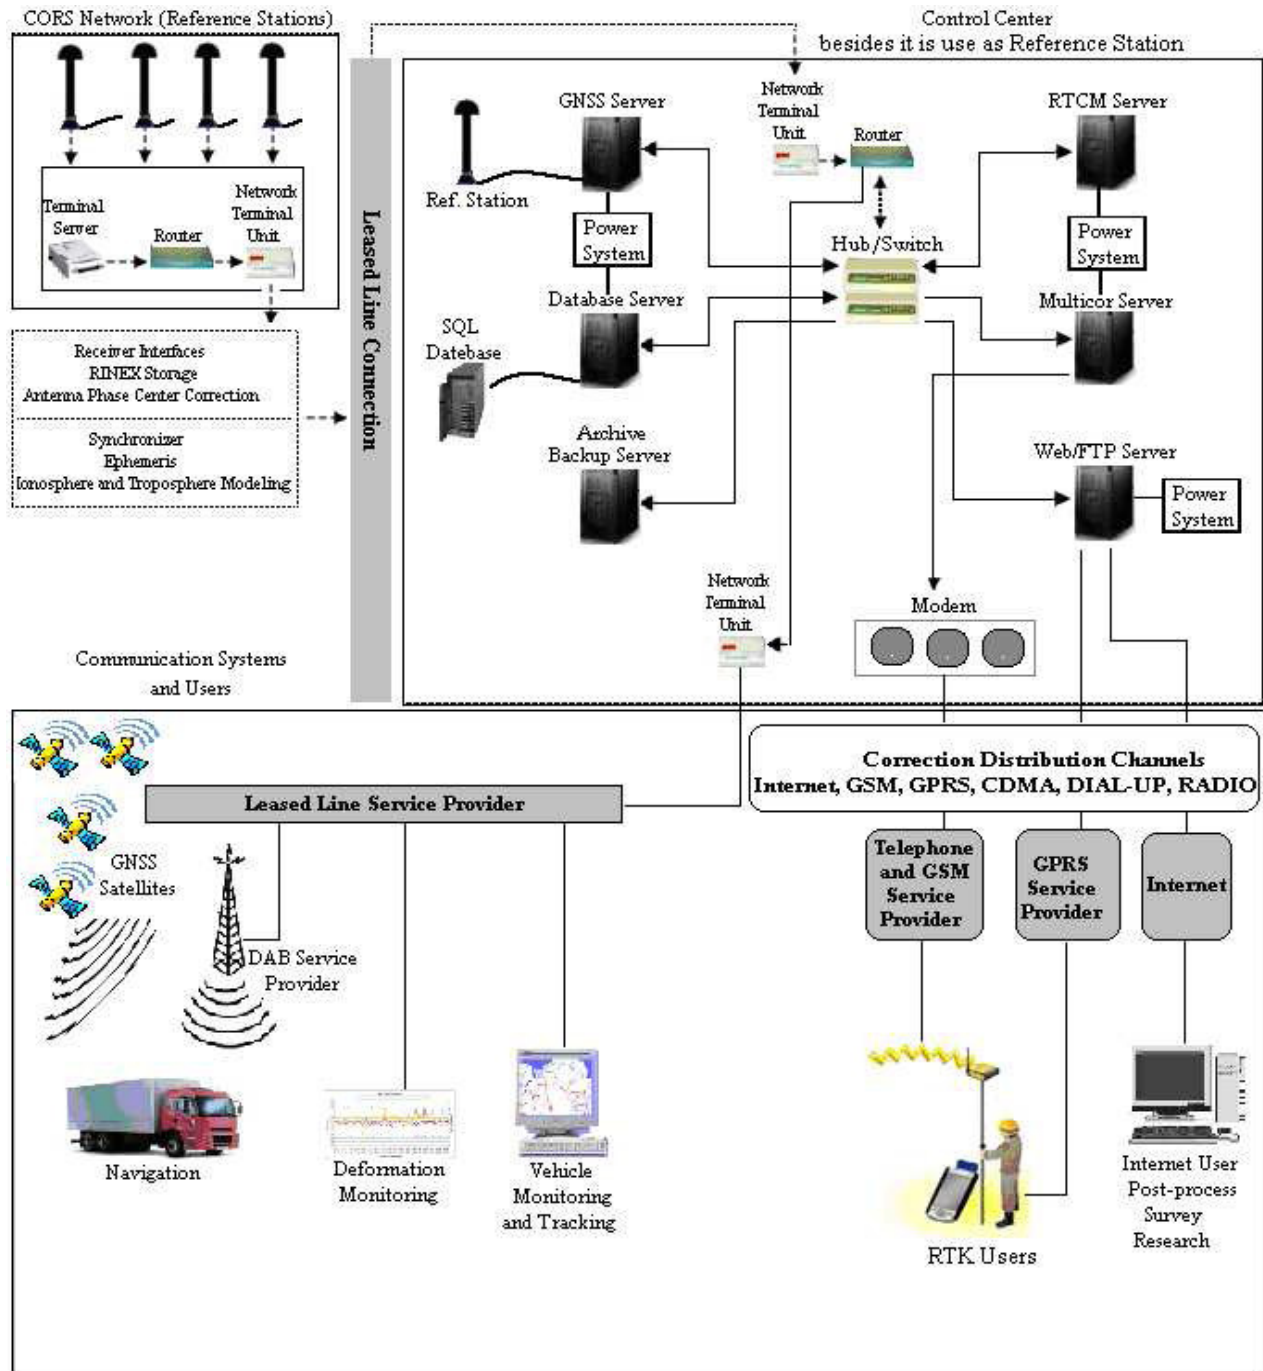 CORS Network (Reference Stations)
Terminal
Server
Router
Network
Terminal
Unit
Receiver Interfaces
RINEX Storage
Antenna Phase Center Correction
Synchronizer
Ephemeris
Ionosphere and Troposphere Modeling
Leased Line Connection
Control Center
besides it is use as Reference Station
Ref. Station
GNSS Server
Power
System
Database Server
SQL
Datebase
Archive
Backup Server
Network
Terminal
Unit
Router
Hub/Switch
RTCM Server
Power
System
Multicor Server
Web/FTP Server
Power
System
Network
Terminal
Unit
Modem
Communication Systems
and Users
Leased Line Service Provider
GNSS
Satellites
DAB Service
Provider
Navigation
Deformation
Monitoring
Vehicle
Monitoring
and Tracking
Correction Distribution Channels
Internet, GSM, GPRS, CDMA, DIAL-UP, RADIO
Telephone
and GSM
Service
Provider
GPRS
Service
Provider
Internet
RTK Users
Internet User
Post-process
Survey
Research